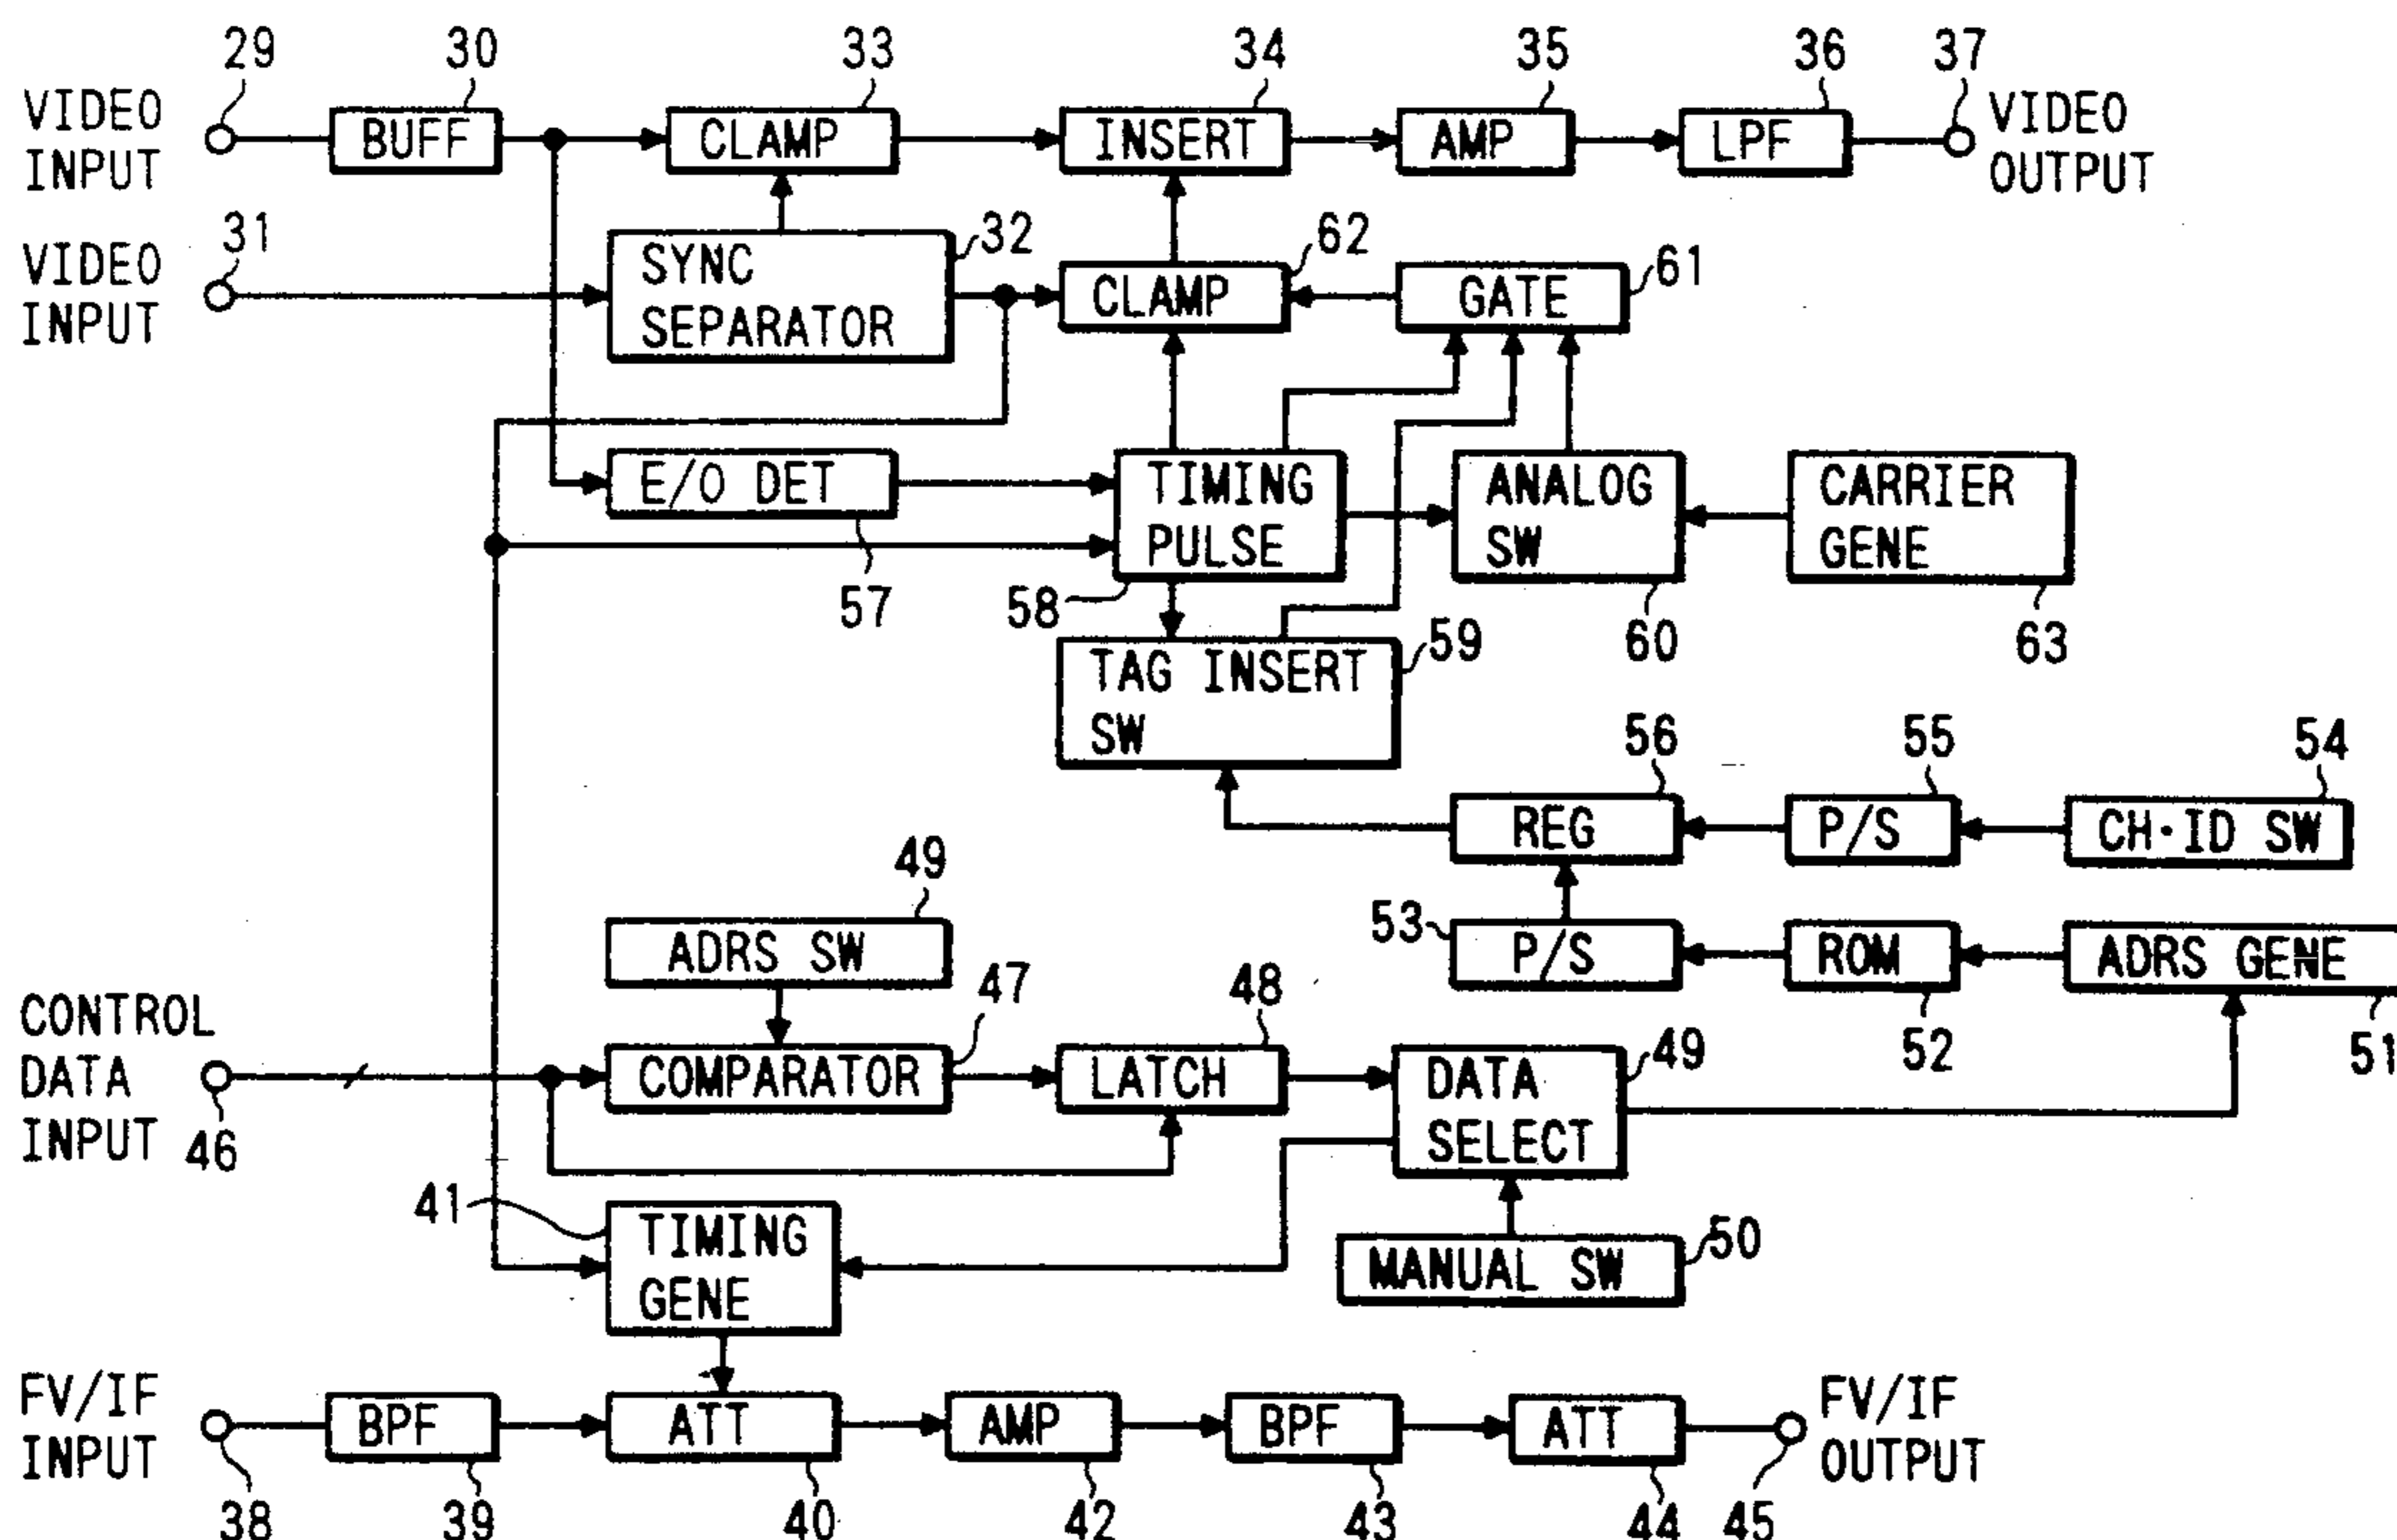 29
30
33
34
35
36
37
VIDEO
INPUT
BUFF
CLAMP
INSERT
AMP
LPF
VIDEO
OUTPUT
31
32
62
61
VIDEO
INPUT
SYNC
SEPARATOR
CLAMP
GATE
E/O DET
TIMING
PULSE
ANALOG
SW
CARRIER
GENE
57
58
59
60
63
TAG INSERT
SW
56
55
54
REG
P/S
CH·ID SW
49
53
ADRS SW
P/S
ROM
ADRS GENE
47
48
49
52
51
CONTROL
DATA
INPUT
46
COMPARATOR
LATCH
DATA
SELECT
41
TIMING
GENE
50
MANUAL SW
FV/IF
INPUT
BPF
ATT
AMP
BPF
ATT
FV/IF
OUTPUT
38
39
40
42
43
44
45